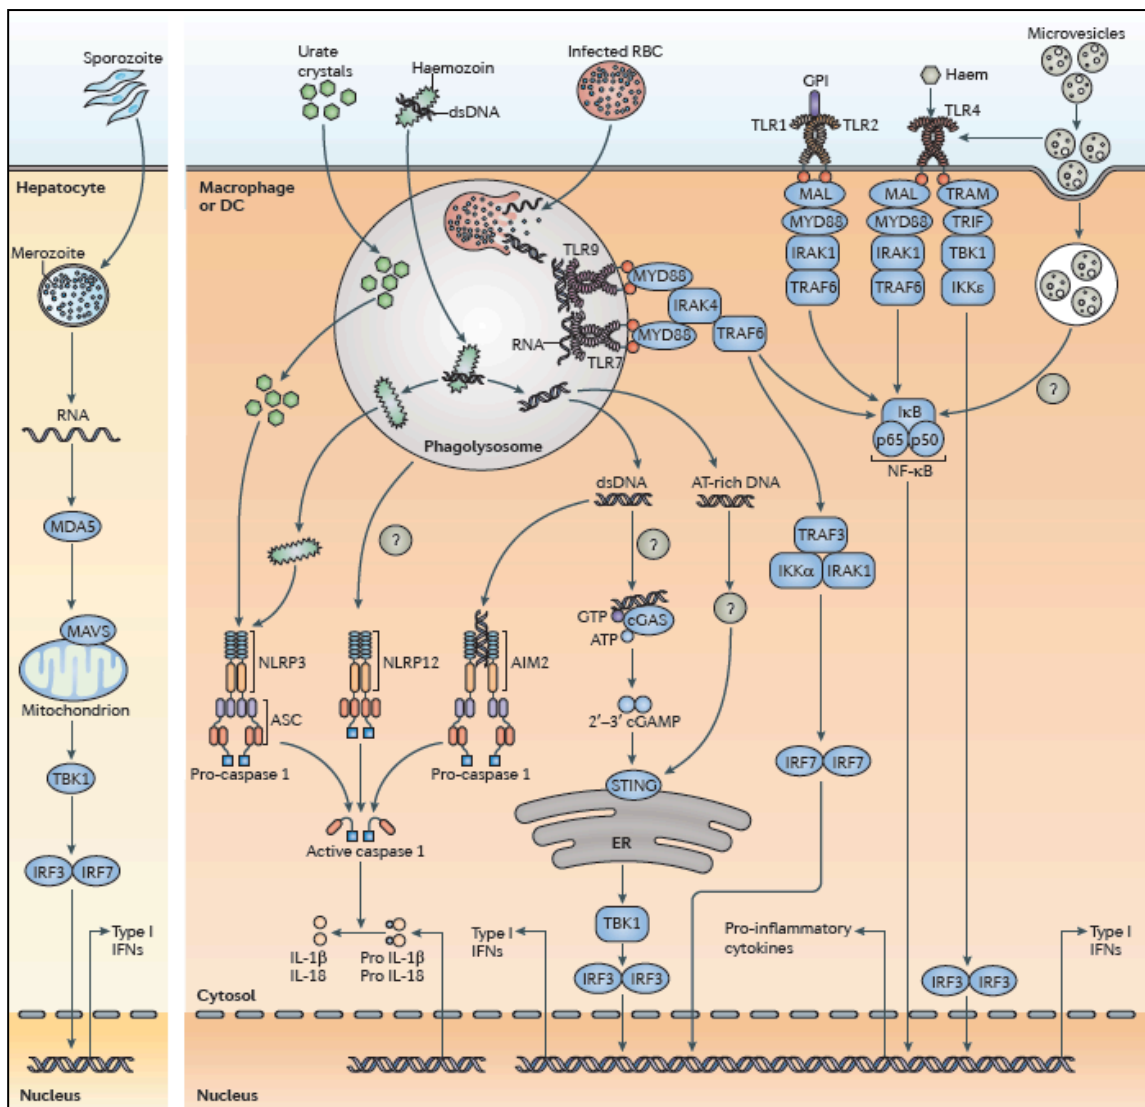 Sporozoite
Hepatocyte
Merozoite
RNA
MDA5
MAVS
Mitochondrion
TBK1
IRF3 IRF7
Type I
IFNs
Nucleus
Urate
crystals
Haemozoin
dsDNA
Infected RBC
GPI
TLR1
TLR2
Haem
TLR4
Microvesicles
Macrophage
or DC
TLR9
MYD88
IRAK4
TRAF6
MYD88
RNA
TLR7
Phagolysosome
MAL
MYD88
IRAK1
TRAF6
MAL
MYD88
IRAK1
TRAF6
TRAM
TRIF
TBK1
IKKε
?
IκB
p65 p50
NF-κB
dsDNA
AT-rich DNA
?
?
?
TRAF3
IKKα IRAK1
GTP
cGAS
ATP
2′–3′ cGAMP
NLRP3
ASC
Pro-caspase 1
NLRP12
AIM2
Pro-caspase 1
Active caspase 1
STING
ER
IRF7 IRF7
TBK1
IRF3 IRF3
IL-1β
IL-18
Pro IL-1β
Pro IL-18
Type I
IFNs
Pro-inflammatory
cytokines
IRF3 IRF3
Type I
IFNs
Cytosol
Nucleus